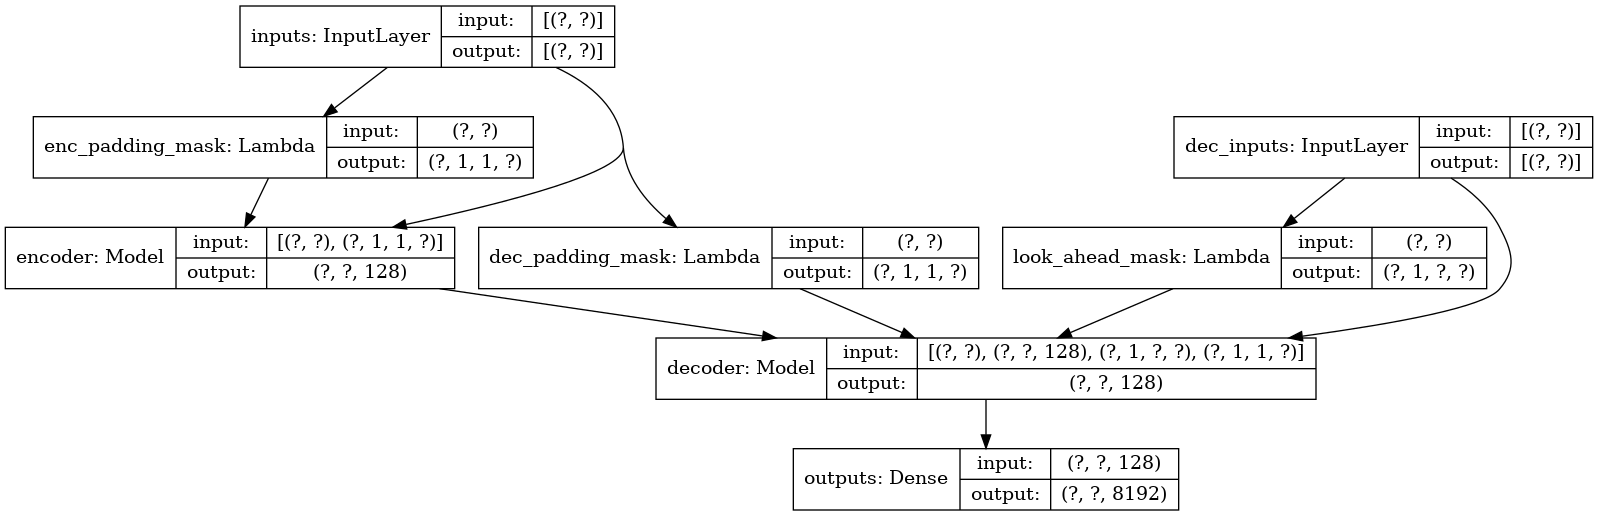 inputs: InputLayer
input:
[(?, ?)]
output:
[(?, ?)]
enc_padding_mask: Lambda
input:
(?, ?)
output:
(?, 1, 1, ?)
dec_inputs: InputLayer
input:
[(?, ?)]
output:
[(?, ?)]
encoder: Model
input:
[(?, ?), (?, 1, 1, ?)]
output:
(?, ?, 128)
dec_padding_mask: Lambda
input:
(?, ?)
output:
(?, 1, 1, ?)
look_ahead_mask: Lambda
input:
(?, ?)
output:
(?, 1, ?, ?)
decoder: Model
input:
[(?, ?), (?, ?, 128), (?, 1, ?, ?), (?, 1, 1, ?)]
output:
(?, ?, 128)
outputs: Dense
input:
(?, ?, 128)
output:
(?, ?, 8192)